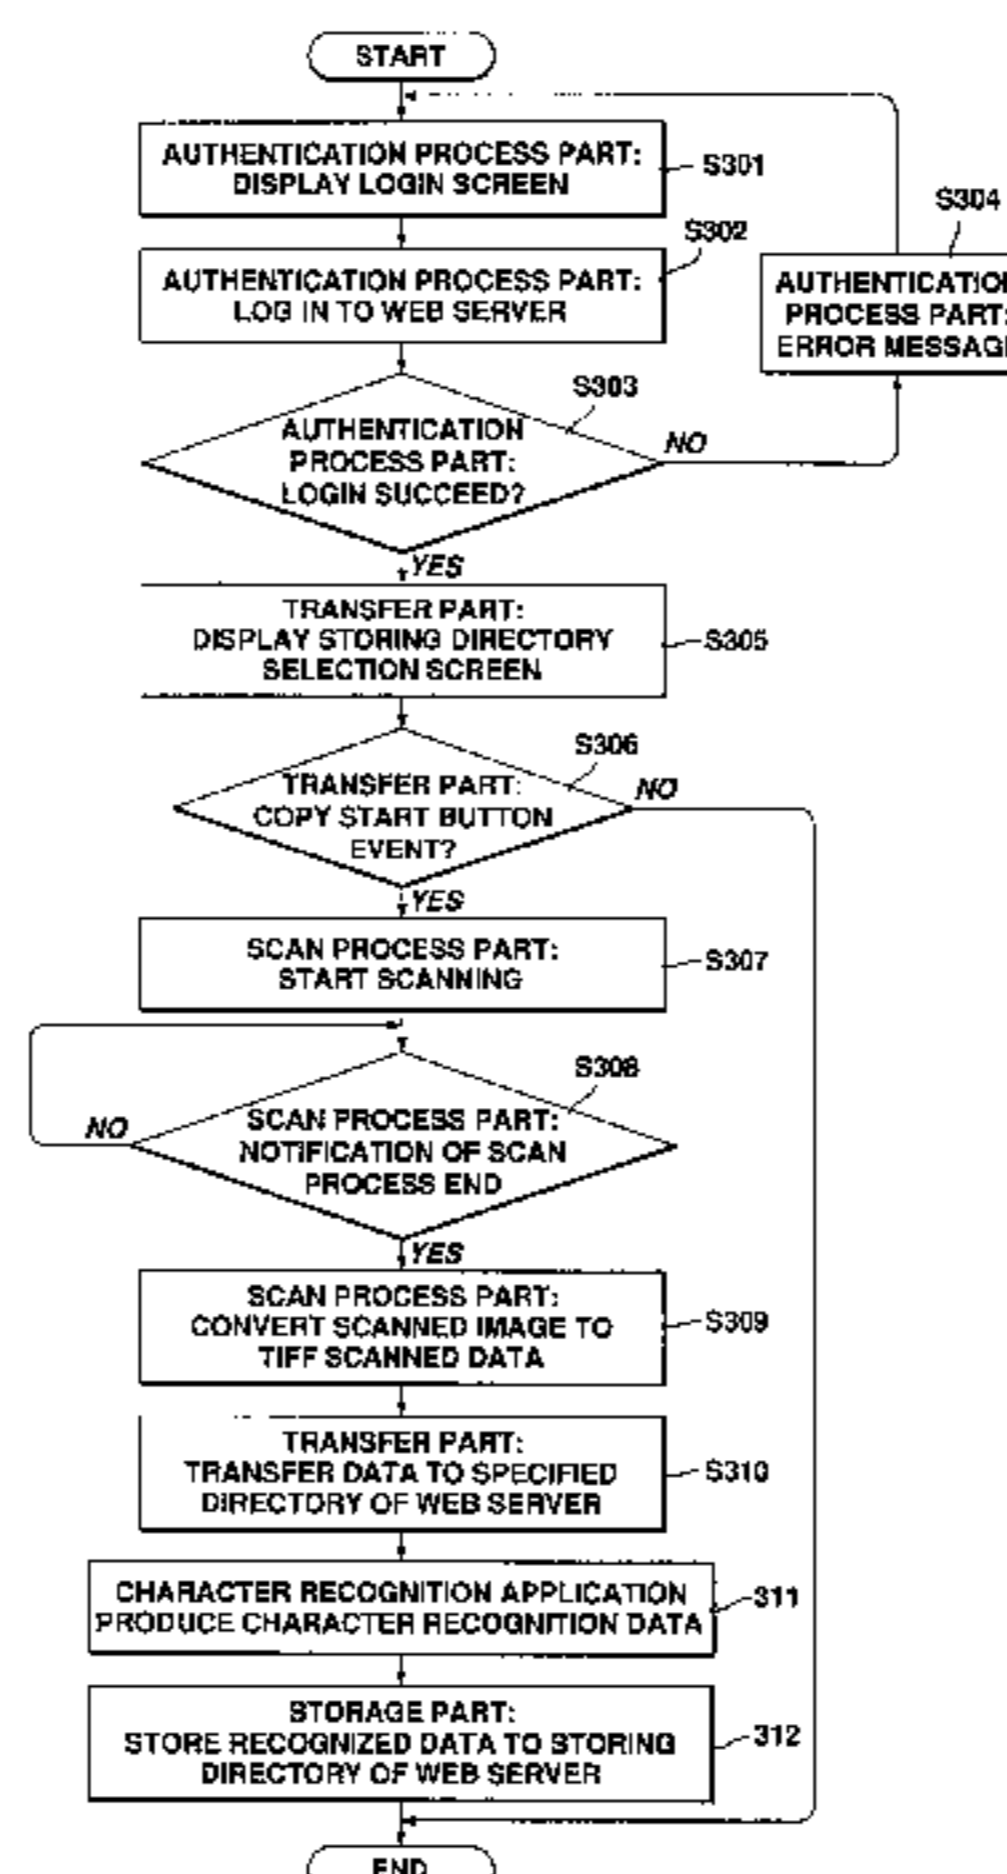 START
AUTHENTICATION PROCESS PART:
DISPLAY LOGIN SCREEN
S301
AUTHENTICATION PROCESS PART:
LOG IN TO WEB SERVER
S302
AUTHENTICATION
PROCESS PART:
LOGIN SUCCEED?
S303
NO
S304
PROCESS PART:
ERROR
YES
TRANSFER PART:
DISPLAY STORING DIRECTORY
SELECTION SCREEN
S305
TRANSFER PART:
COPY START BUTTON
EVENT?
S306
NO
YES
SCAN PROCESS PART:
START SCANNING
S307
SCAN PROCESS PART:
NOTIFICATION OF SCAN
PROCESS END
S308
NO
YES
SCAN PROCESS PART:
CONVERT SCANNED IMAGE TO
TIFF SCANNED DATA
S309
TRANSFER PART:
TRANSFER DATA TO SPECIFIED
DIRECTORY OF WEB SERVER
S310
CHARACTER RECOGNITION APPLICATION
PRODUCE CHARACTER RECOGNITION DATA
311
STORAGE PART:
STORE RECOGNIZED DATA TO STORING
DIRECTORY OF WEB SERVER
312
END